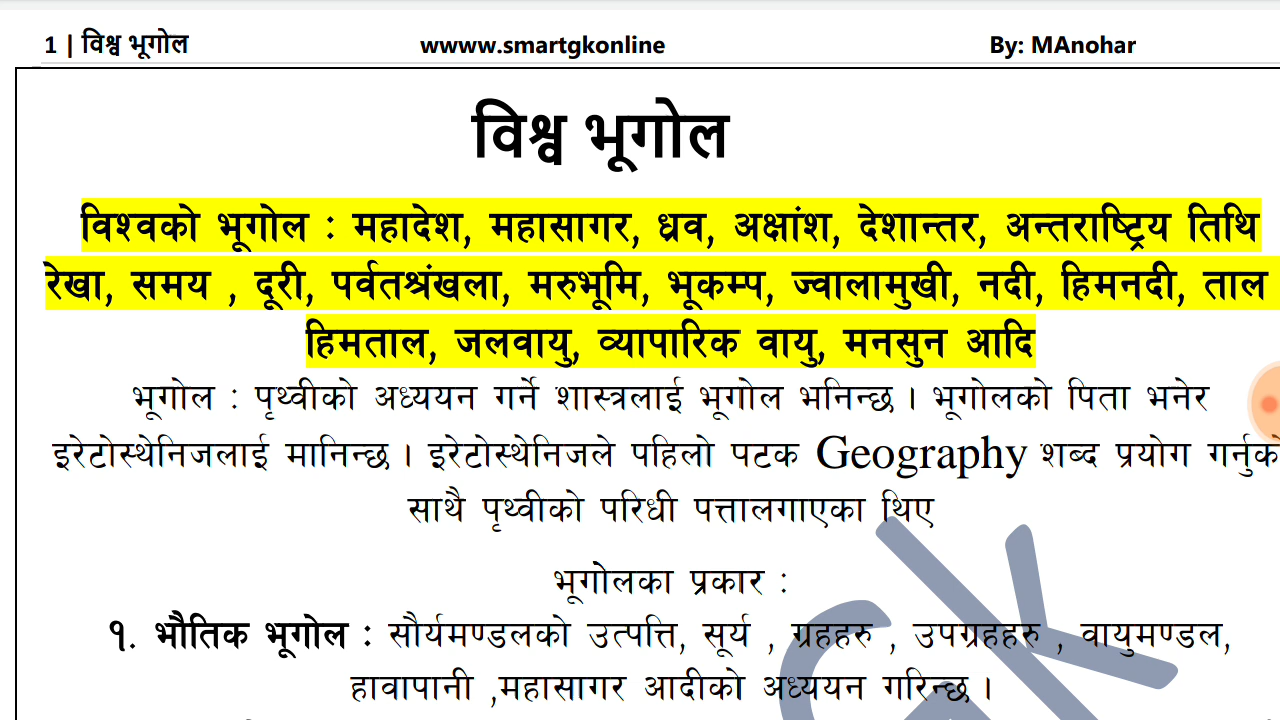 1 | विश्व भूगोल wwww.smartgkonline By: MAnohar
विश्व भूगोल
विश्वको भूगोल : महादेश, महासागर, ध्रव, अक्षांश, देशान्तर, अन्तराष्ट्रिय तिथि
रेखा, समय , दूरी, पर्वतश्रंखला, मरुभूमि, भूकम्प, ज्वालामुखी, नदी, हिमनदी, ताल
हिमताल, जलवायु, व्यापारिक वायु, मनसुन आदि
भूगोल : पृथ्वीको अध्ययन गर्ने शास्त्रलाई भूगोल भनिन्छ । भूगोलको पिता भनेर
इरेटोस्थेनिजलाई मानिन्छ । इरेटोस्थेनिजले पहिलो पटक Geography शब्द प्रयोग गर्नुको
साथै पृथ्वीको परिधी पत्तालगाएका थिए
भूगोलका प्रकार :
१. भौतिक भूगोल : सौर्यमण्डलको उत्पत्ति, सूर्य , ग्रहहरु , उपग्रहहरु , वायुमण्डल,
हावापानी ,महासागर आदीको अध्ययन गरिन्छ ।
GK